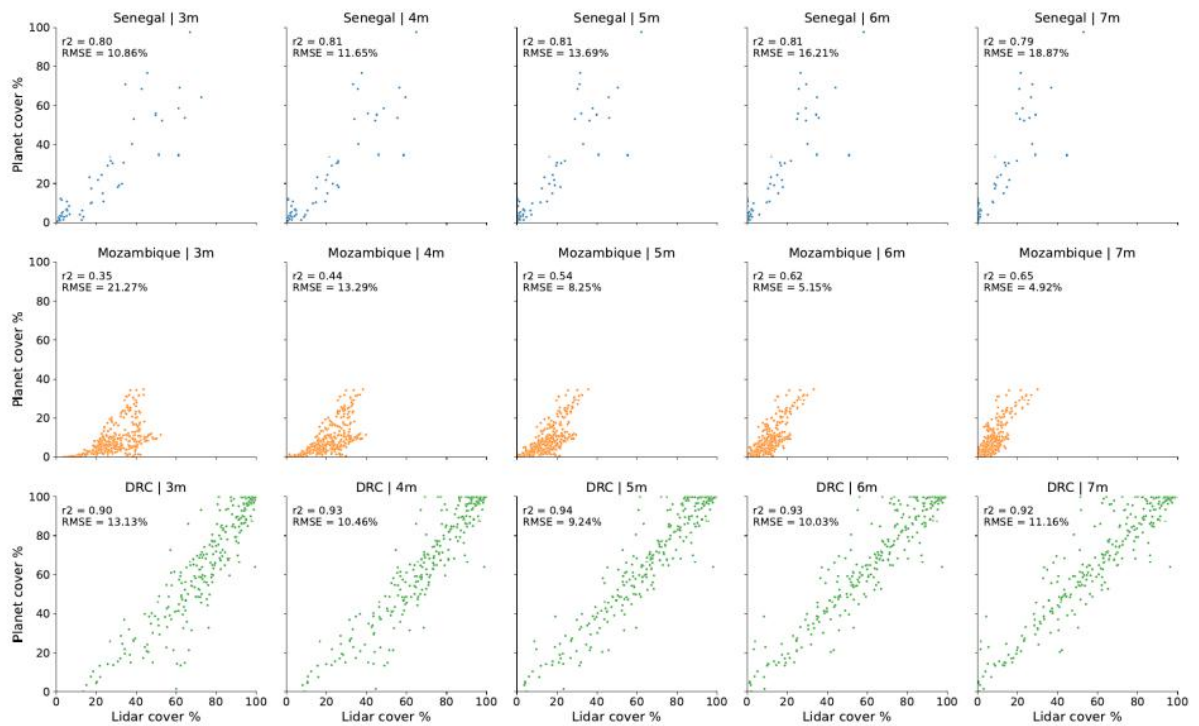 Senegal | 3m
Senegal | 4m
Senegal | 5m
Senegal | 6m
Senegal | 7m
100
80
60
40
20
0
Planet cover %
r2 = 0.80
RMSE = 10.86%
r2 = 0.81
RMSE = 11.65%
r2 = 0.81
RMSE = 13.69%
r2 = 0.81
RMSE = 16.21%
r2 = 0.79
RMSE = 18.87%
Mozambique | 3m
Mozambique | 4m
Mozambique | 5m
Mozambique | 6m
Mozambique | 7m
100
80
60
40
20
0
Planet cover %
r2 = 0.35
RMSE = 21.27%
r2 = 0.44
RMSE = 13.29%
r2 = 0.54
RMSE = 8.25%
r2 = 0.62
RMSE = 5.15%
r2 = 0.65
RMSE = 4.92%
DRC | 3m
DRC | 4m
DRC | 5m
DRC | 6m
DRC | 7m
100
80
60
40
20
0
Planet cover %
r2 = 0.90
RMSE = 13.13%
r2 = 0.93
RMSE = 10.46%
r2 = 0.94
RMSE = 9.24%
r2 = 0.93
RMSE = 10.03%
r2 = 0.92
RMSE = 11.16%
0 20 40 60 80 100
0 20 40 60 80 100
0 20 40 60 80 100
0 20 40 60 80 100
0 20 40 60 80 100
Lidar cover %
Lidar cover %
Lidar cover %
Lidar cover %
Lidar cover %